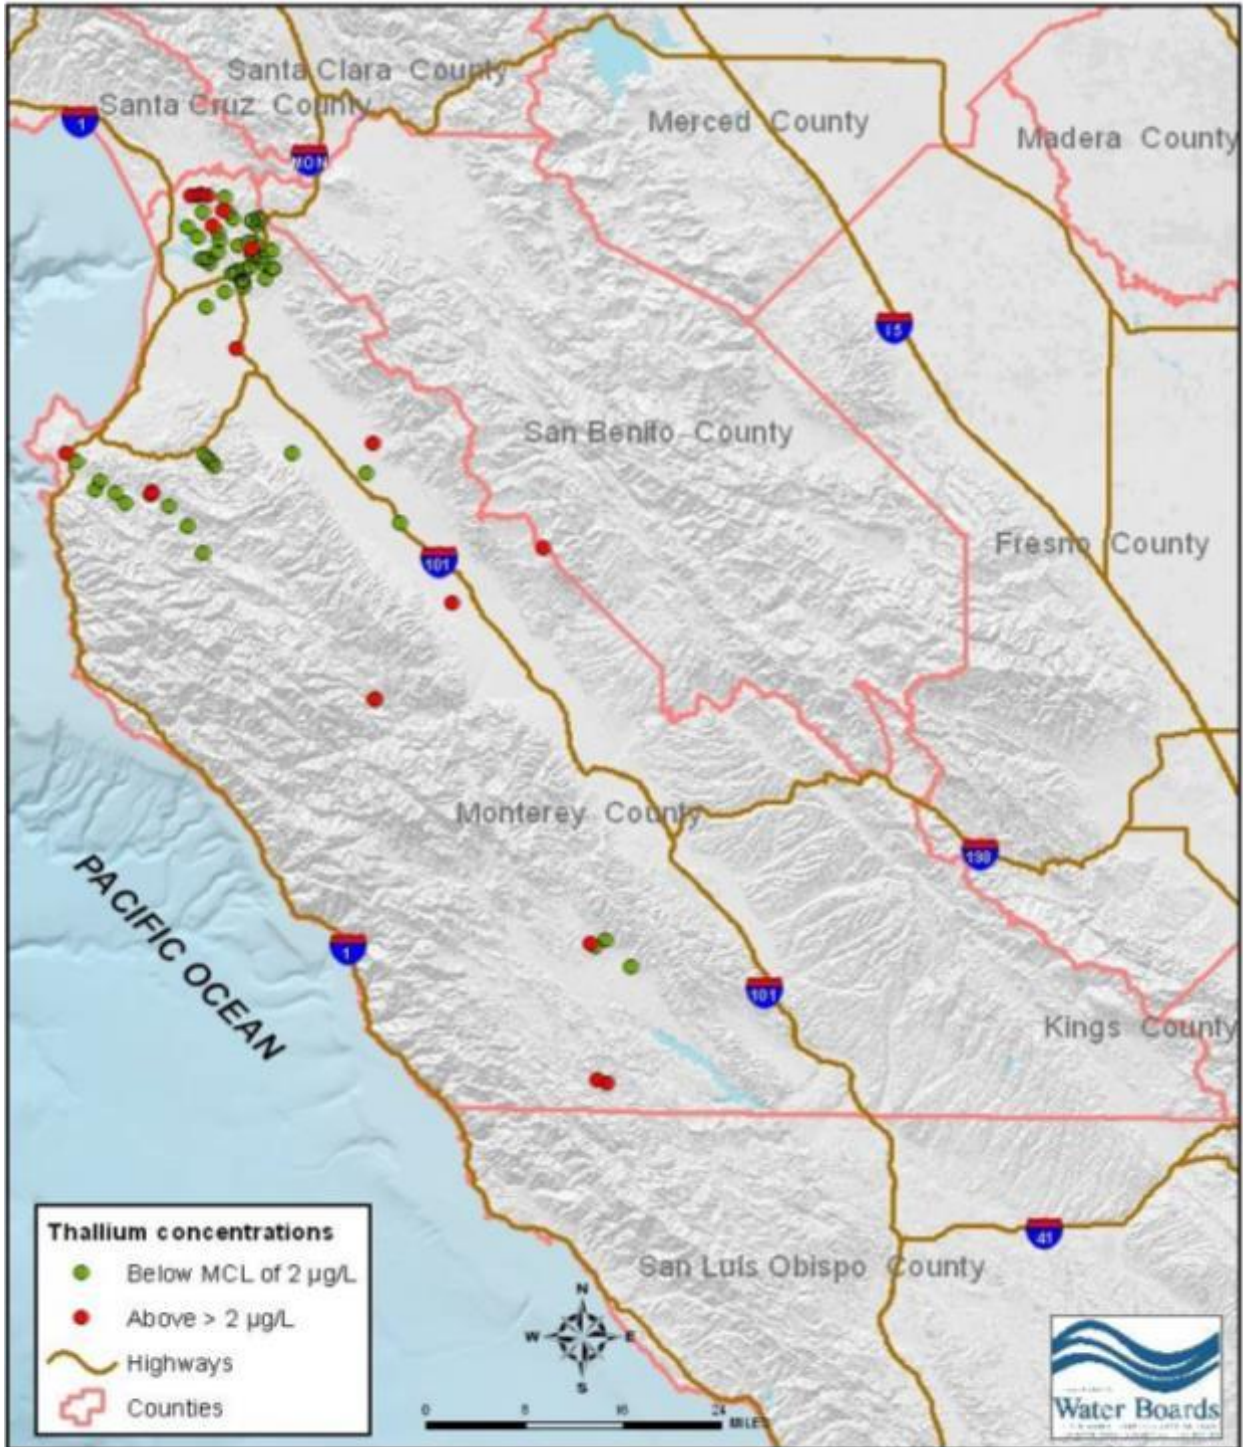 Santa Clara County
Santa Cruz County
1
Merced County
Madera County
MON
15
San Benito County
Fresno County
101
Monterey County
198
PACIFIC OCEAN
1
101
Kings County
Thallium concentrations
Below MCL of 2 µg/L
Above > 2 µg/L
Highways
Counties
San Luis Obispo County
41
N
W E
S
0 8 16 24
MILES
Water Boards